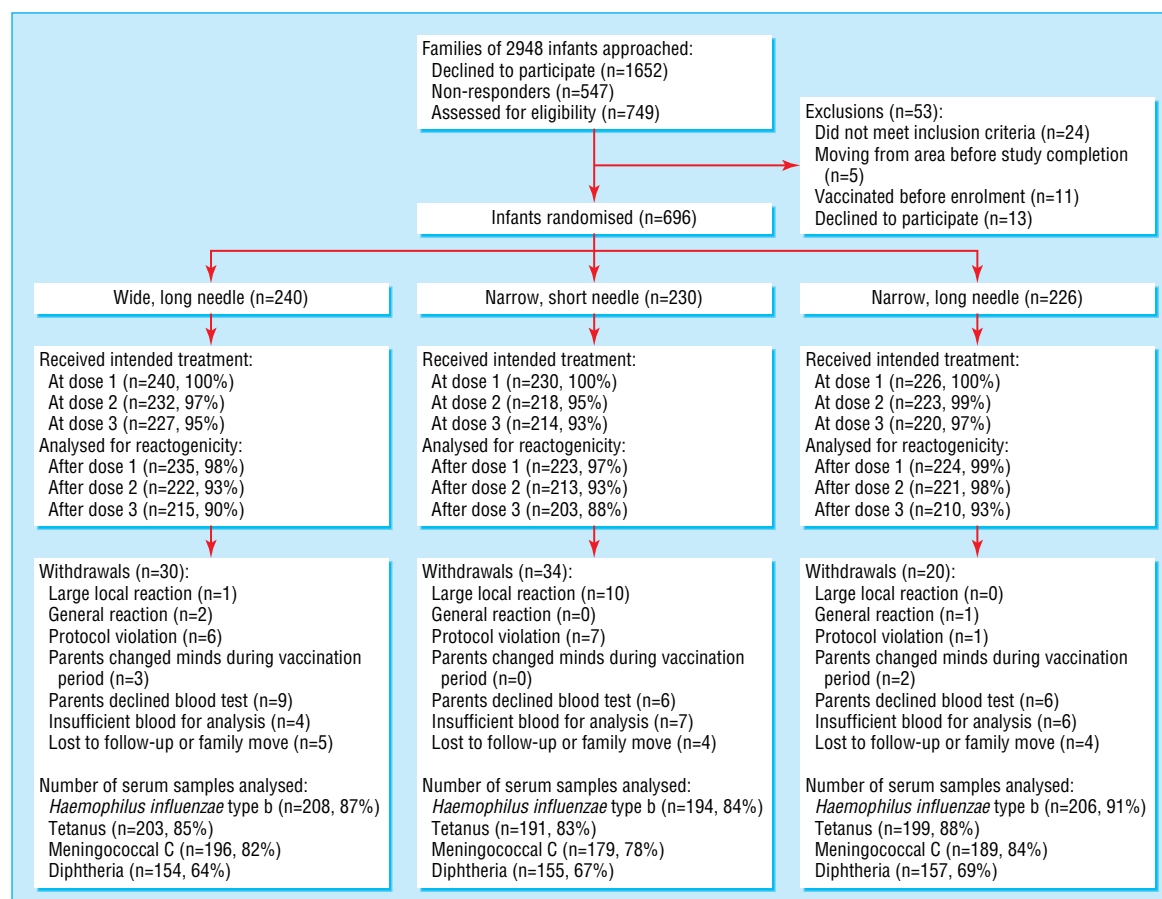 Families of 2948 infants approached:
Declined to participate (n=1652)
Non-responders (n=547)
Assessed for eligibility (n=749)
Exclusions (n=53):
Did not meet inclusion criteria (n=24)
Moving from area before study completion
(n=5)
Vaccinated before enrolment (n=11)
Declined to participate (n=13)
Infants randomised (n=696)
Wide, long needle (n=240)
Narrow, short needle (n=230)
Narrow, long needle (n=226)
Received intended treatment:
At dose 1 (n=240, 100%)
At dose 2 (n=232, 97%)
At dose 3 (n=227, 95%)
Analysed for reactogenicity:
After dose 1 (n=235, 98%)
After dose 2 (n=222, 93%)
After dose 3 (n=215, 90%)
Received intended treatment:
At dose 1 (n=230, 100%)
At dose 2 (n=218, 95%)
At dose 3 (n=214, 93%)
Analysed for reactogenicity:
After dose 1 (n=223, 97%)
After dose 2 (n=213, 93%)
After dose 3 (n=203, 88%)
Received intended treatment:
At dose 1 (n=226, 100%)
At dose 2 (n=223, 99%)
At dose 3 (n=220, 97%)
Analysed for reactogenicity:
After dose 1 (n=224, 99%)
After dose 2 (n=221, 98%)
After dose 3 (n=210, 93%)
Withdrawals (n=30):
Large local reaction (n=1)
General reaction (n=2)
Protocol violation (n=6)
Parents changed minds during vaccination
period (n=3)
Parents declined blood test (n=9)
Insufficient blood for analysis (n=4)
Lost to follow-up or family move (n=5)
Number of serum samples analysed:
Haemophilus influenzae type b (n=208, 87%)
Tetanus (n=203, 85%)
Meningococcal C (n=196, 82%)
Diphtheria (n=154, 64%)
Withdrawals (n=34):
Large local reaction (n=10)
General reaction (n=0)
Protocol violation (n=7)
Parents changed minds during vaccination
period (n=0)
Parents declined blood test (n=6)
Insufficient blood for analysis (n=7)
Lost to follow-up or family move (n=4)
Number of serum samples analysed:
Haemophilus influenzae type b (n=194, 84%)
Tetanus (n=191, 83%)
Meningococcal C (n=179, 78%)
Diphtheria (n=155, 67%)
Withdrawals (n=20):
Large local reaction (n=0)
General reaction (n=1)
Protocol violation (n=1)
Parents changed minds during vaccination
period (n=2)
Parents declined blood test (n=6)
Insufficient blood for analysis (n=6)
Lost to follow-up or family move (n=4)
Number of serum samples analysed:
Haemophilus influenzae type b (n=206, 91%)
Tetanus (n=199, 88%)
Meningococcal C (n=189, 84%)
Diphtheria (n=157, 69%)